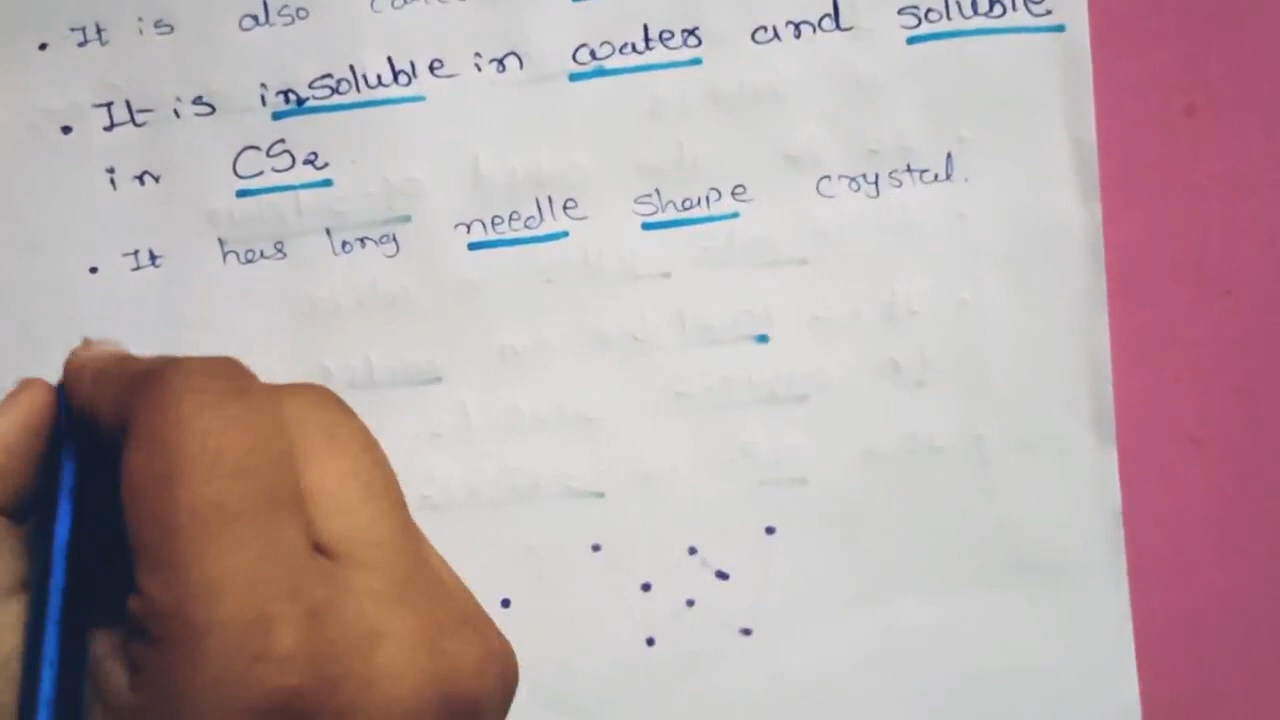 • It is also
• It is insoluble in water and soluble
in CS2
• It has long needle shape crystal.